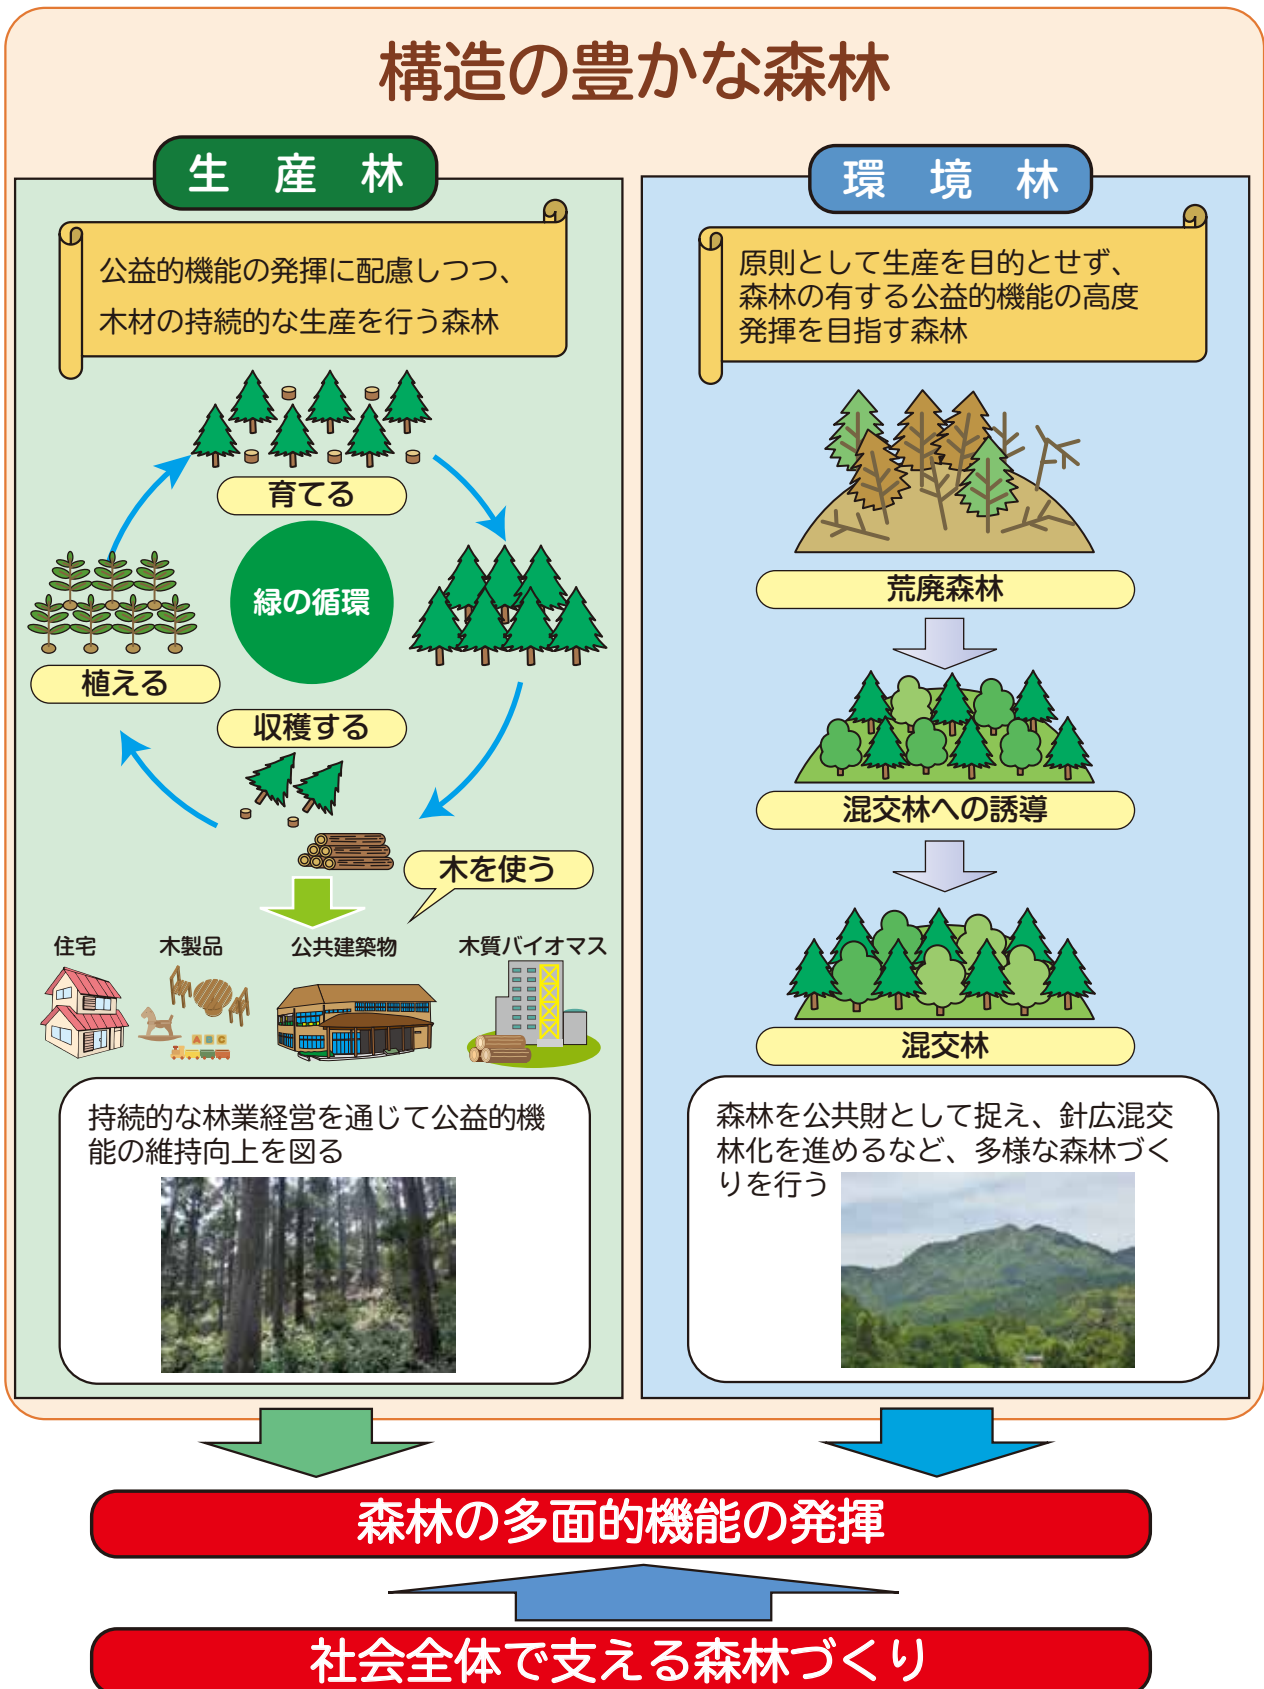 構造の豊かな森林
生産林
公益的機能の発揮に配慮しつつ、
木材の持続的な生産を行う森林
育てる
緑の循環
植える
収穫する
木を使う
住宅
木製品
公共建築物
木質バイオマス
ABC
持続的な林業経営を通じて公益的機
能の維持向上を図る
環境林
原則として生産を目的とせず、
森林の有する公益的機能の高度
発揮を目指す森林
荒廃森林
混交林への誘導
混交林
森林を公共財として捉え、針広混交
林化を進めるなど、多様な森林づく
りを行う
森林の多面的機能の発揮
社会全体で支える森林づくり